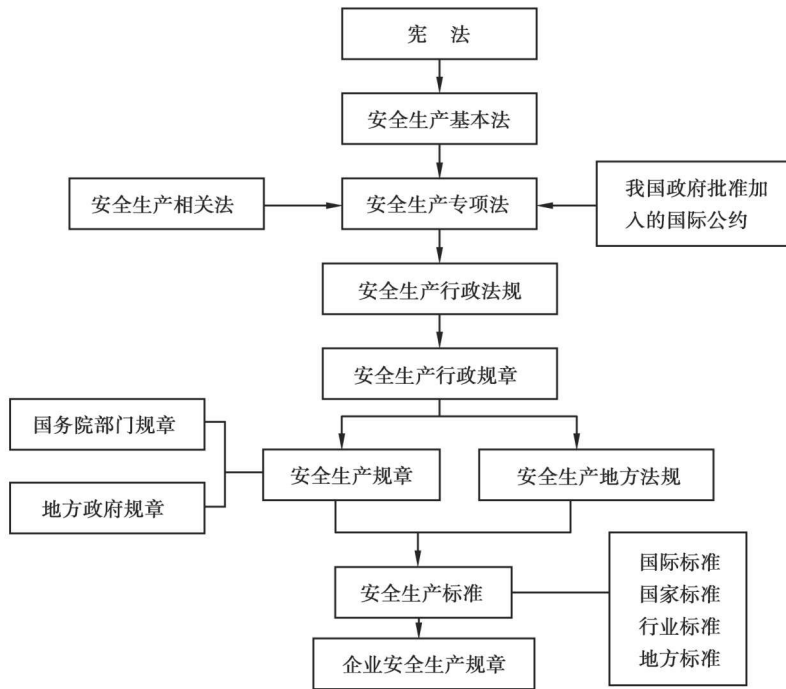 宪 法
安全生产基本法
安全生产相关法
安全生产专项法
我国政府批准加
入的国际公约
安全生产行政法规
安全生产行政规章
国务院部门规章
地方政府规章
安全生产规章
安全生产地方法规
安全生产标准
国际标准
国家标准
行业标准
地方标准
企业安全生产规章